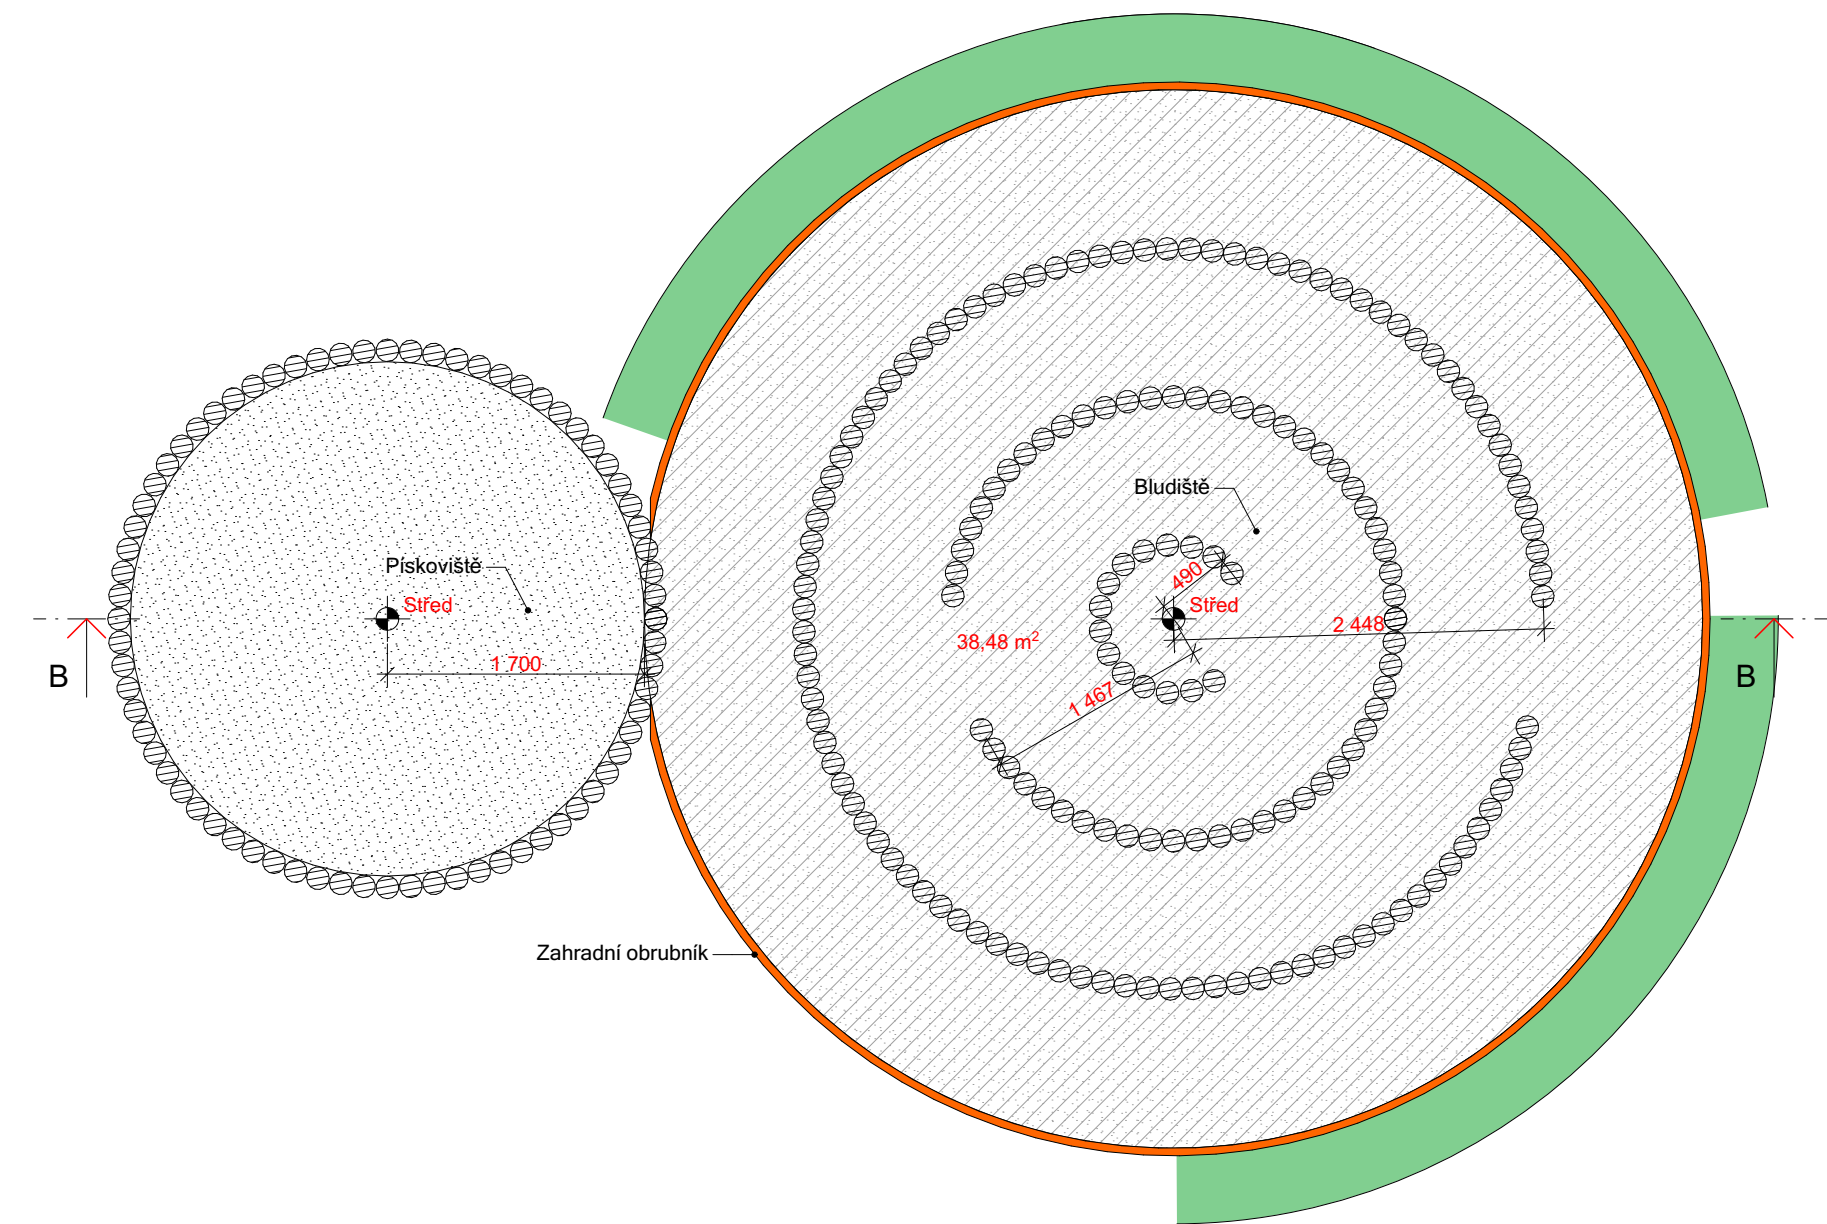 Bludiště
Pískoviště
490
Střed
Střed
2 448
38,48 m²
1 700
B
B
1 467
Zahradní obrubník